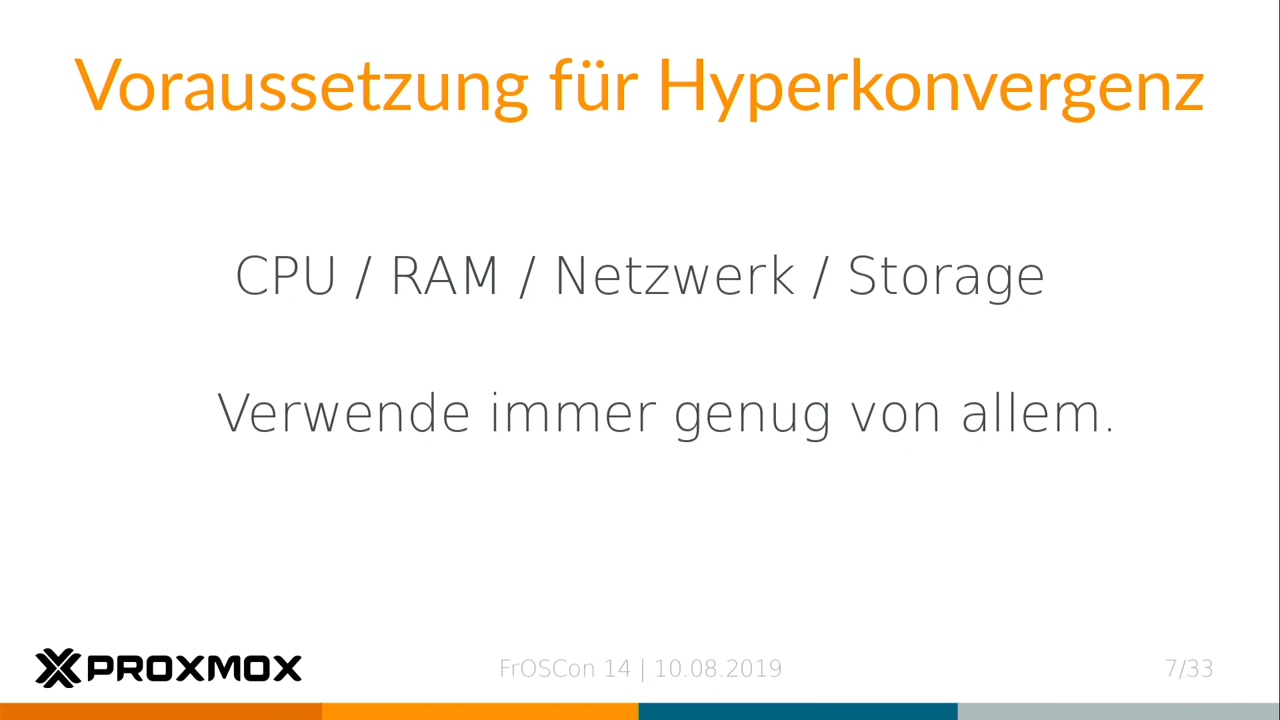 Voraussetzung für Hyperkonvergenz
CPU / RAM / Netzwerk / Storage
Verwende immer genug von allem.
PROXMOX
FrOSCon 14 | 10.08.2019
7/33